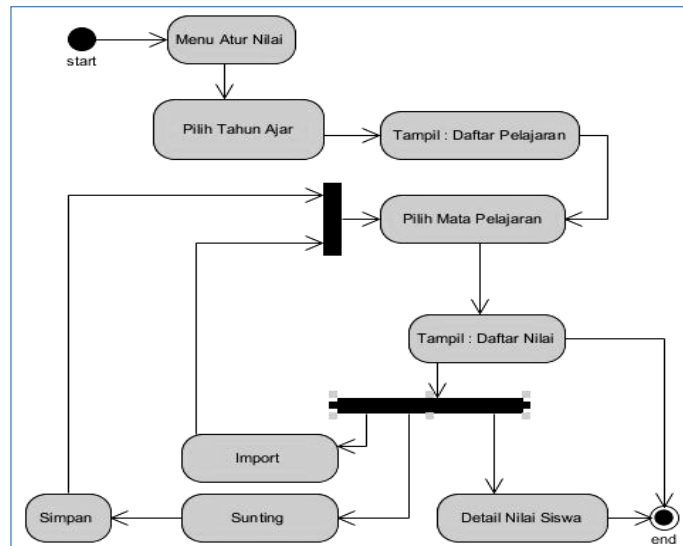 Menu Atur Nilai
start
Pilih Tahun Ajar
Tampil : Daftar Pelajaran
Pilih Mata Pelajaran
Tampil : Daftar Nilai
Import
Simpan
Sunting
Detail Nilai Siswa
end